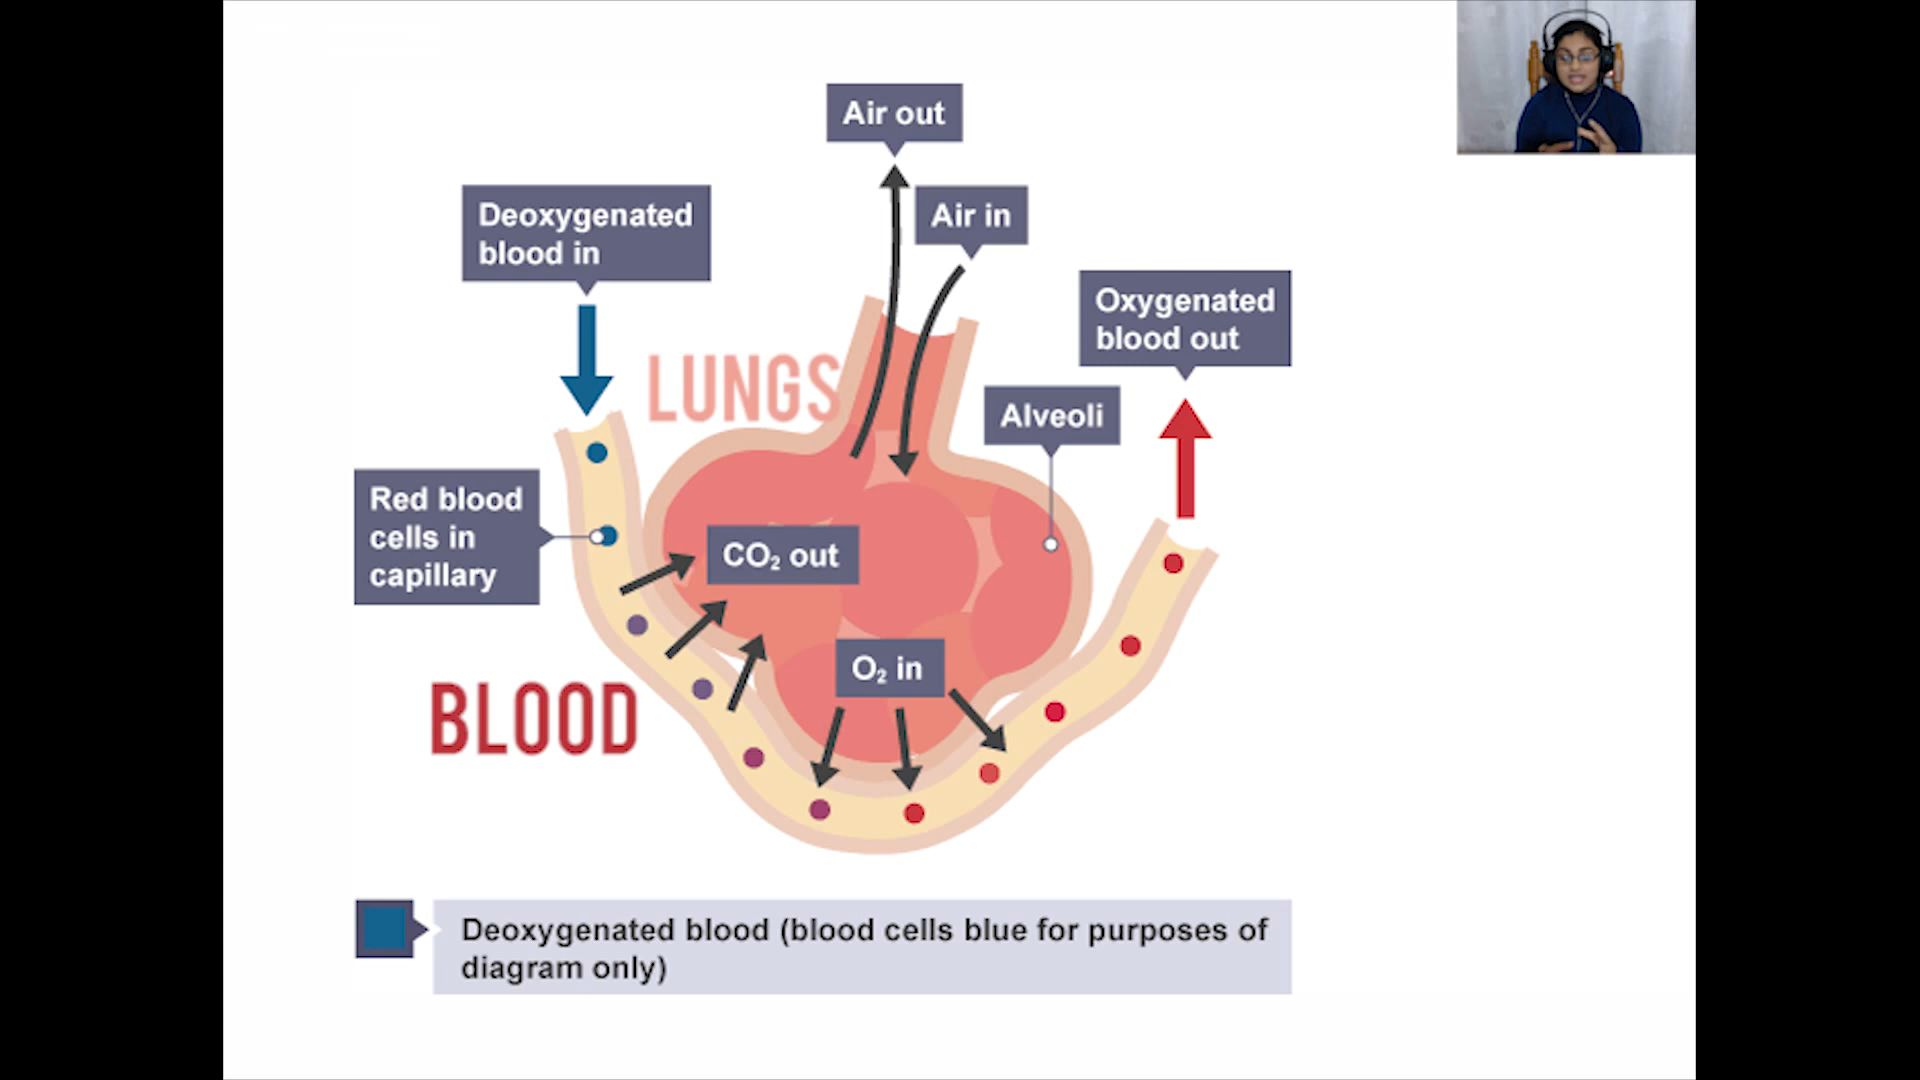 Air out
Deoxygenated
blood in
Air in
Oxygenated
blood out
LUNGS
Alveoli
Red blood
cells in
capillary
CO₂ out
O₂ in
BLOOD
Deoxygenated blood (blood cells blue for purposes of
diagram only)